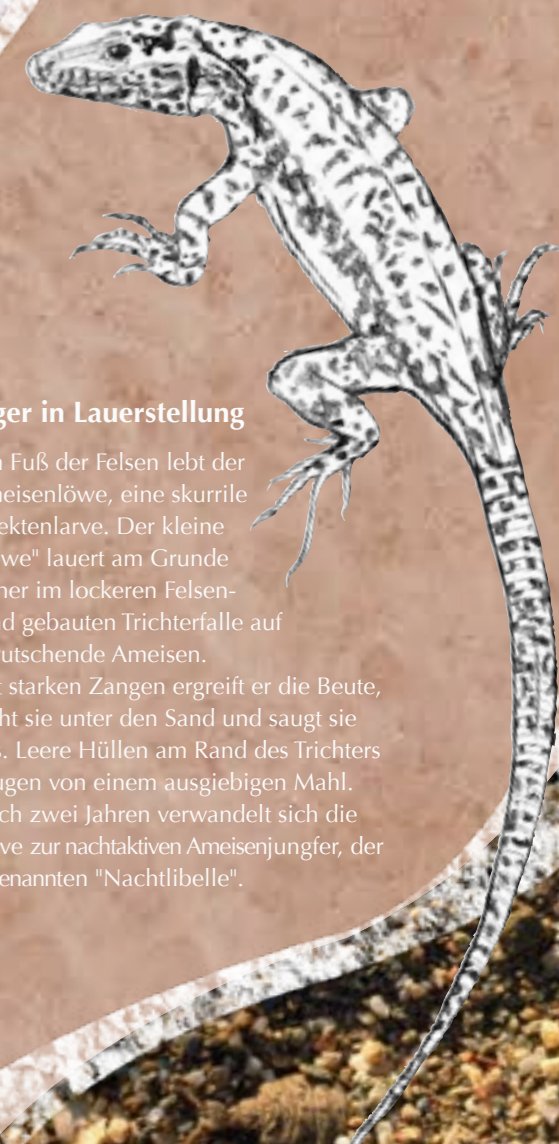 ger in Lauerstellung
Fuß der Felsen lebt der
eisenlöwe, eine skurrile
ektenlarve. Der kleine
we" lauert am Grunde
ner im lockeren Felsen-
nd gebauten Trichterfalle auf
utschende Ameisen.
t starken Zangen ergreift er die Beute,
ht sie unter den Sand und saugt sie
s. Leere Hüllen am Rand des Trichters
ugen von einem ausgiebigen Mahl.
ch zwei Jahren verwandelt sich die
ve zur nachtaktiven Ameisenjungfer, der
enannten "Nachtlibelle".